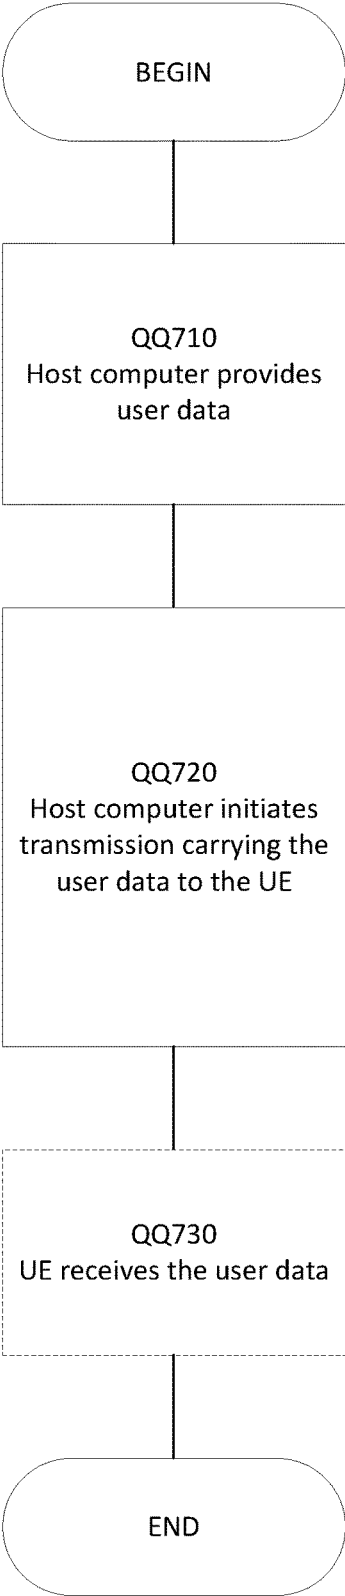 BEGIN
QQ710
Host computer provides
user data
QQ720
Host computer initiates
transmission carrying the
user data to the UE
QQ730
UE receives the user data
END